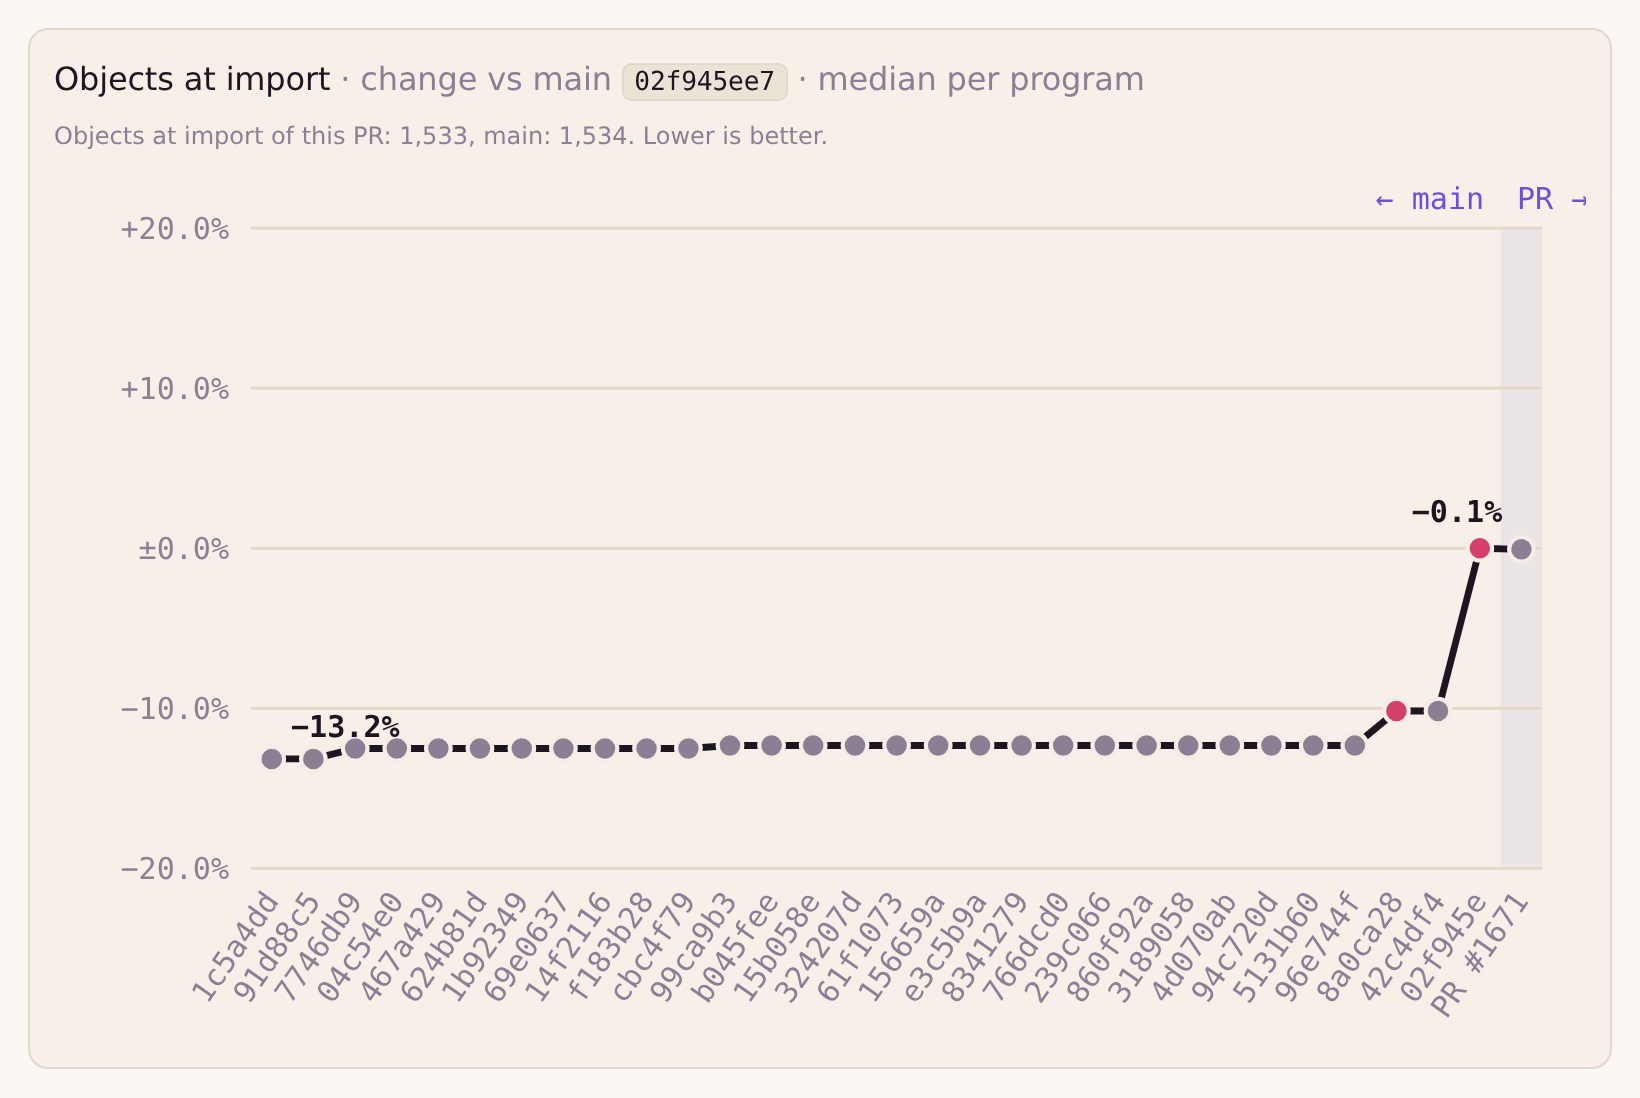 Objects at import · change vs main 02f945ee7 · median per program
Objects at import of this PR: 1,533, main: 1,534. Lower is better.
← main PR →
+20.0%
+10.0%
±0.0%
−10.0%
−20.0%
−13.2%
−0.1%
1c5a4dd
91d88c5
7746db9
04c54e0
467a429
624b81d
1b92349
69e0637
14f2116
f183b28
cbc4f79
99ca9b3
b045fee
15b058e
324207d
61f1073
156659a
e3c5b9a
8341279
766dcd0
239c066
860f92a
3189058
4d070ab
94c720d
5131b60
96e744f
8a0ca28
42c4df4
02f945e
PR #1671